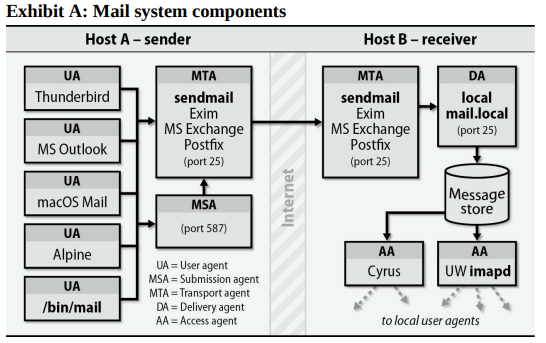 Exhibit A: Mail system components
Host A – sender
Host B – receiver
UA
Thunderbird
UA
MS Outlook
UA
macOS Mail
UA
Alpine
UA
/bin/mail
MTA
sendmail
Exim
MS Exchange
Postfix
(port 25)
MSA
(port 587)
UA = User agent
MSA = Submission agent
MTA = Transport agent
DA = Delivery agent
AA = Access agent
Internet
MTA
sendmail
Exim
MS Exchange
Postfix
(port 25)
DA
local
mail.local
(port 25)
Message
store
AA
Cyrus
AA
UW imapd
to local user agents